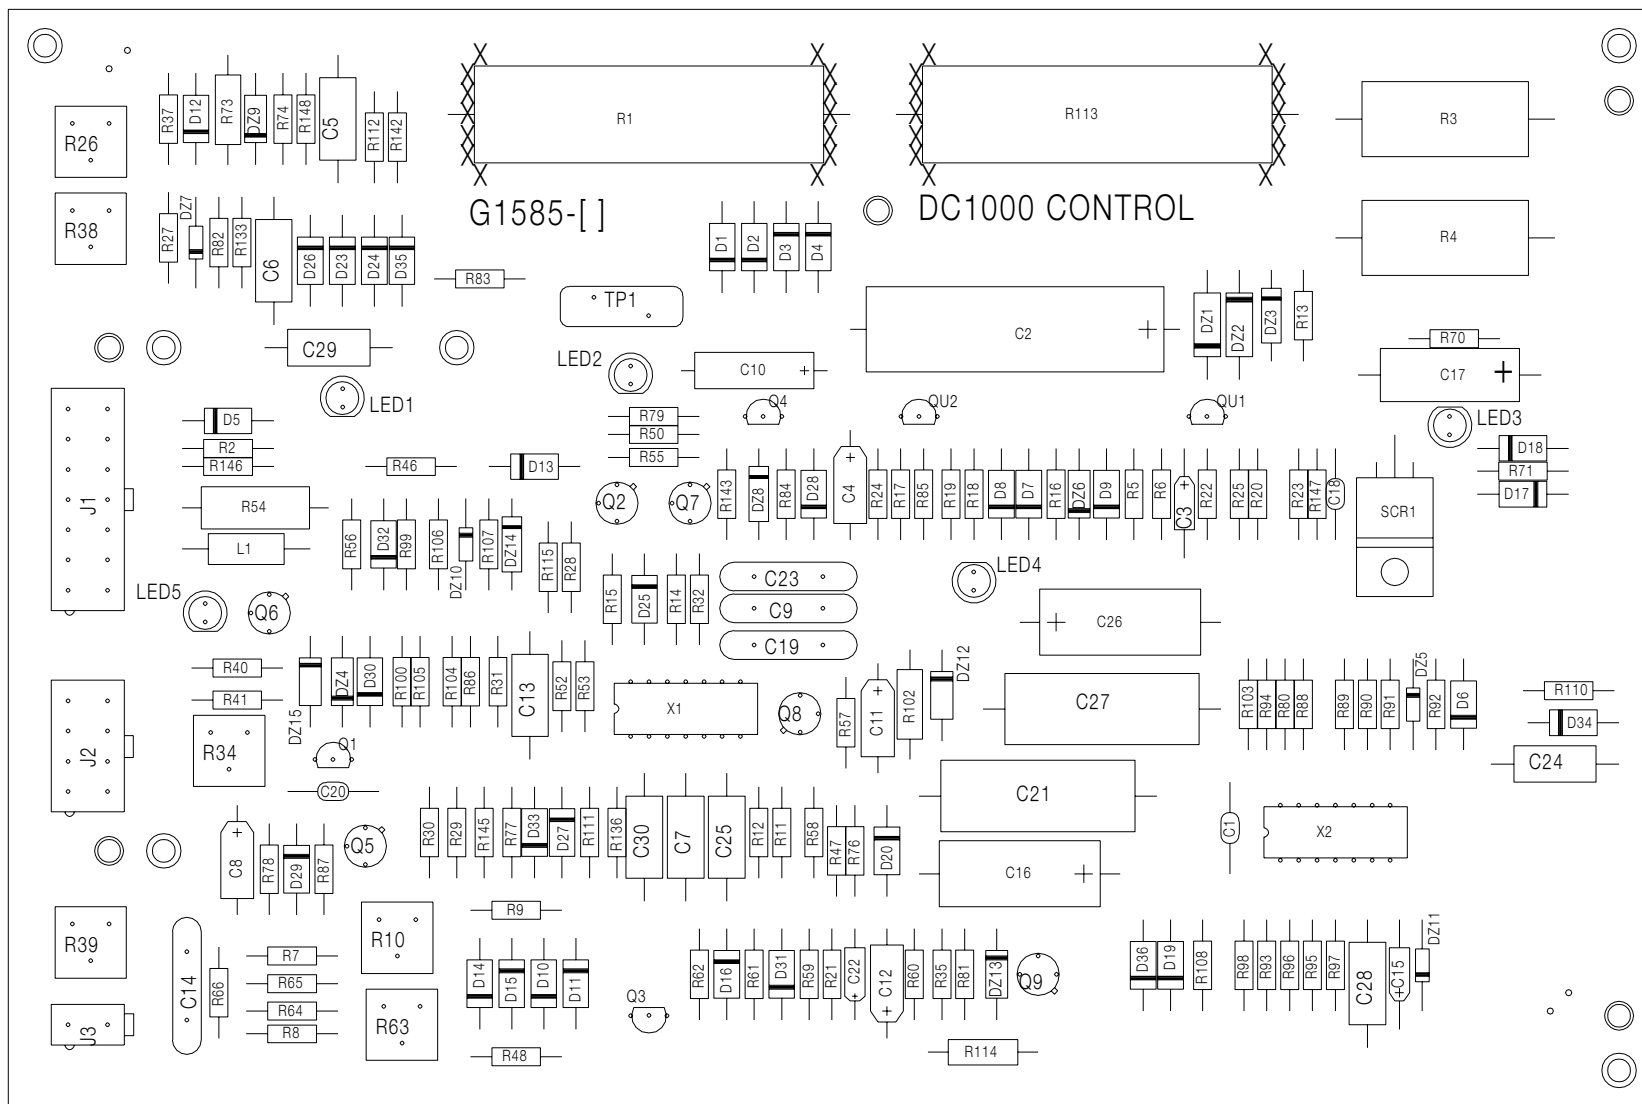 R26
R37
D12
R73
DZ9
R74
R148
C5
R112
R142
R1
R113
R3
R38
R27
DZ7
R82
R133
C6
D26
D23
D24
D35
R83
G1585-[ ]
DC1000 CONTROL
D1
D2
D3
D4
R4
TP1
C2
DZ1
DZ2
DZ3
R13
C29
LED1
LED2
C10
+
+
R70
C17
+
LED3
Q4
QU2
QU1
D5
R2
R146
R46
D13
R79
R50
R55
D18
R71
D17
J1
R54
L1
Q2
Q7
R143
DZ8
R84
D28
C4
+
R24
R17
R85
R19
R18
D8
D7
R16
DZ6
D9
R5
R6
C3
+
R22
R25
R20
R23
R147
C18
SCR1
R56
D32
R99
R106
DZ10
R107
DZ14
R115
R28
LED5
Q6
R15
D25
R14
R32
C23
C9
C19
LED4
C26
+
R40
R41
DZ15
DZ4
D30
R100
R105
R104
R86
R31
C13
R52
R53
X1
Q8
R57
C11
+
R102
DZ12
C27
R103
R94
R80
R88
R89
R90
R91
DZ5
R92
D6
R110
D34
C24
J2
R34
Q1
C20
C21
C8
+
R78
D29
R87
Q5
R30
R29
R145
R77
D33
D27
R111
R136
C30
C7
C25
R12
R11
R58
R47
R76
D20
C16
+
C1
X2
R39
C14
R66
R7
R65
R64
R8
R10
R63
R9
D14
D15
D10
D11
R48
Q3
R62
D16
R61
D31
R59
R21
C22
+
C12
+
R60
R35
R81
DZ13
Q9
R114
D36
D19
R108
R98
R93
R96
R95
R97
C28
C15
+
DZ11
J3